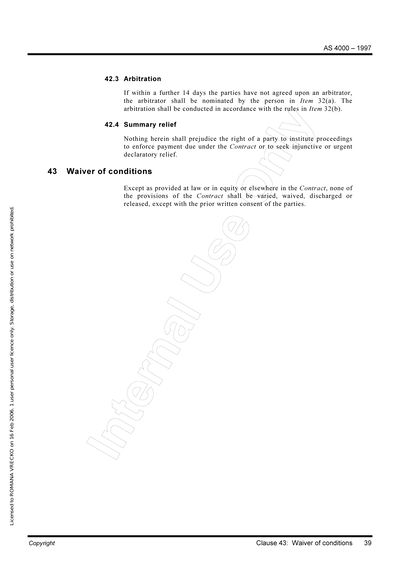 AS 4000 – 1997
42.3 Arbitration
If within a further 14 days the parties have not agreed upon an arbitrator,
the arbitrator shall be nominated by the person in Item 32(a). The
arbitration shall be conducted in accordance with the rules in Item 32(b).
42.4 Summary relief
Nothing herein shall prejudice the right of a party to institute proceedings
to enforce payment due under the Contract or to seek injunctive or urgent
declaratory relief.
43 Waiver of conditions
Except as provided at law or in equity or elsewhere in the Contract, none of
the provisions of the Contract shall be varied, waived, discharged or
released, except with the prior written consent of the parties.
Internal Use Only
Licensed to ROMANA VRECKO on 16 Feb 2006. 1 user personal user licence only. Storage, distribution or use on network prohibited.
Copyright Clause 43: Waiver of conditions 39